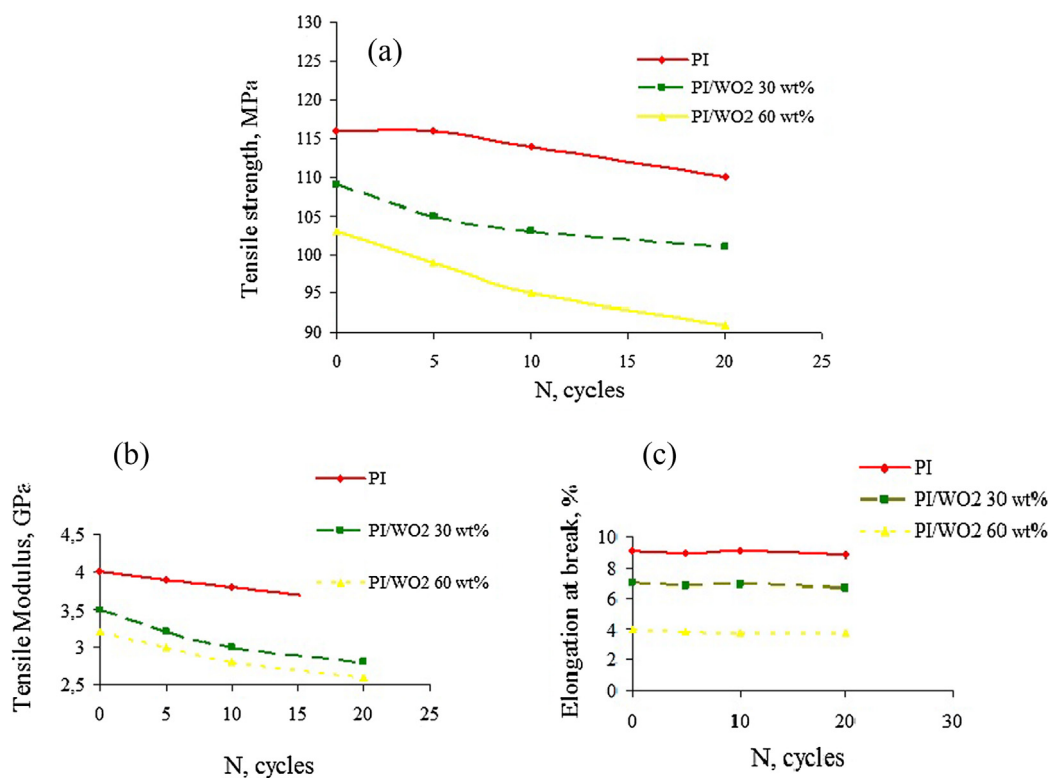 (a)
Tensile strength, MPa
130
125
120
115
110
105
100
95
90
PI
PI/WO2 30 wt%
PI/WO2 60 wt%
0 5 10 15 20 25
N, cycles
(b)
Tensile Modulus, GPa
4,5
4
3,5
3
2,5
PI
PI/WO2 30 wt%
PI/WO2 60 wt%
0 5 10 15 20 25
N, cycles
(c)
Elongation at break, %
10
8
6
4
2
0
PI
PI/WO2 30 wt%
PI/WO2 60 wt%
0 10 20 30
N, cycles